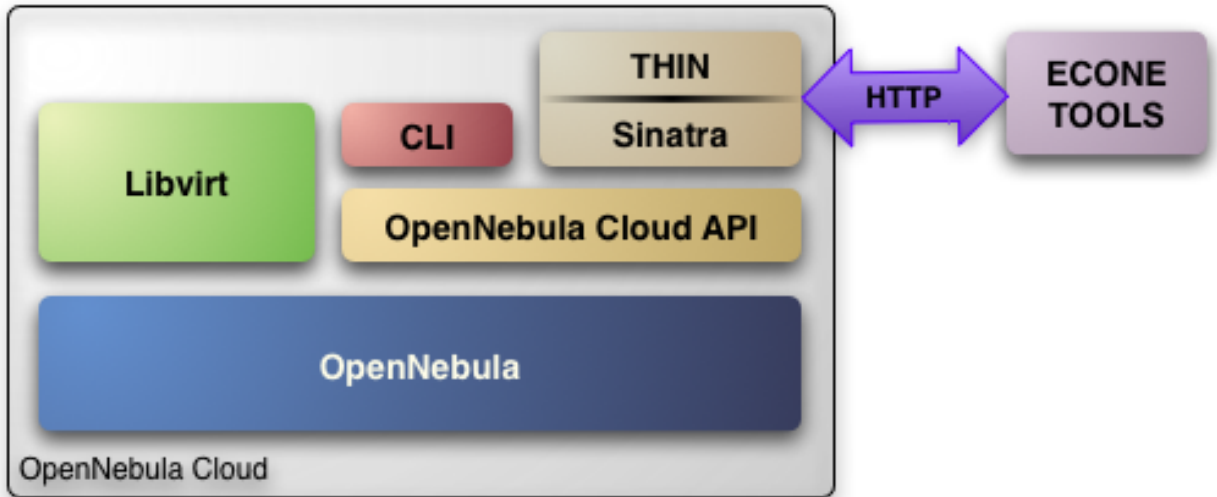 THIN
Sinatra
HTTP
ECONE
TOOLS
CLI
Libvirt
OpenNebula Cloud API
OpenNebula
OpenNebula Cloud